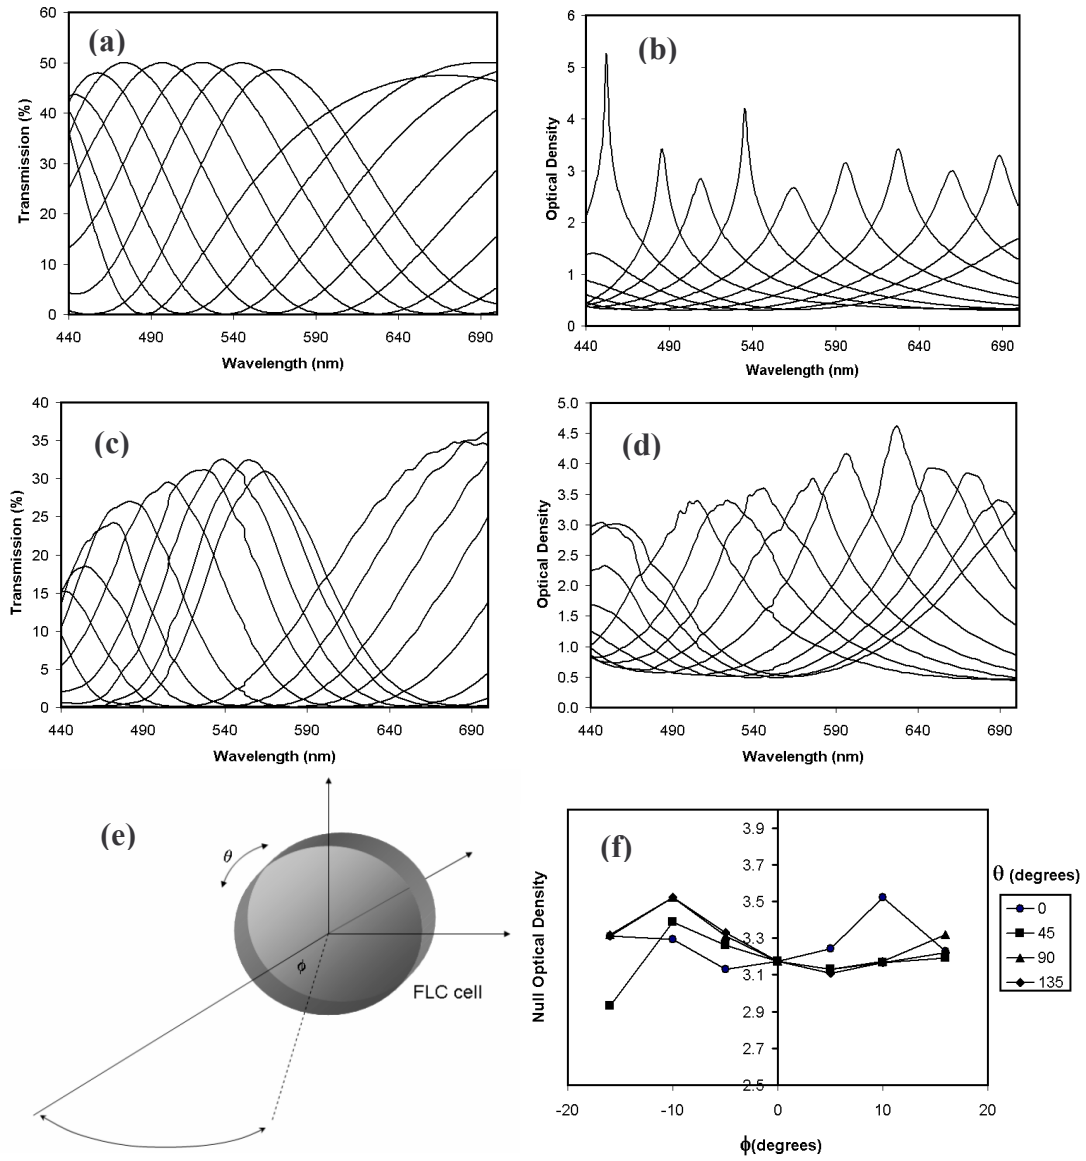 (a)
Transmission (%)
60
50
40
30
20
10
0
440 490 540 590 640 690
Wavelength (nm)
(b)
Optical Density
6
5
4
3
2
1
0
440 490 540 590 640 690
Wavelength (nm)
(c)
Transmission (%)
40
35
30
25
20
15
10
5
0
440 490 540 590 640 690
Wavelength (nm)
(d)
Optical Density
5.0
4.5
4.0
3.5
3.0
2.5
2.0
1.5
1.0
0.5
0.0
440 490 540 590 640 690
Wavelength (nm)
(e)
θ
ϕ
FLC cell
(f)
Null Optical Density
3.9
3.7
3.5
3.3
3.1
2.9
2.7
2.5
-20 -10 0 10 20
ϕ(degrees)
θ (degrees)
0
45
90
135